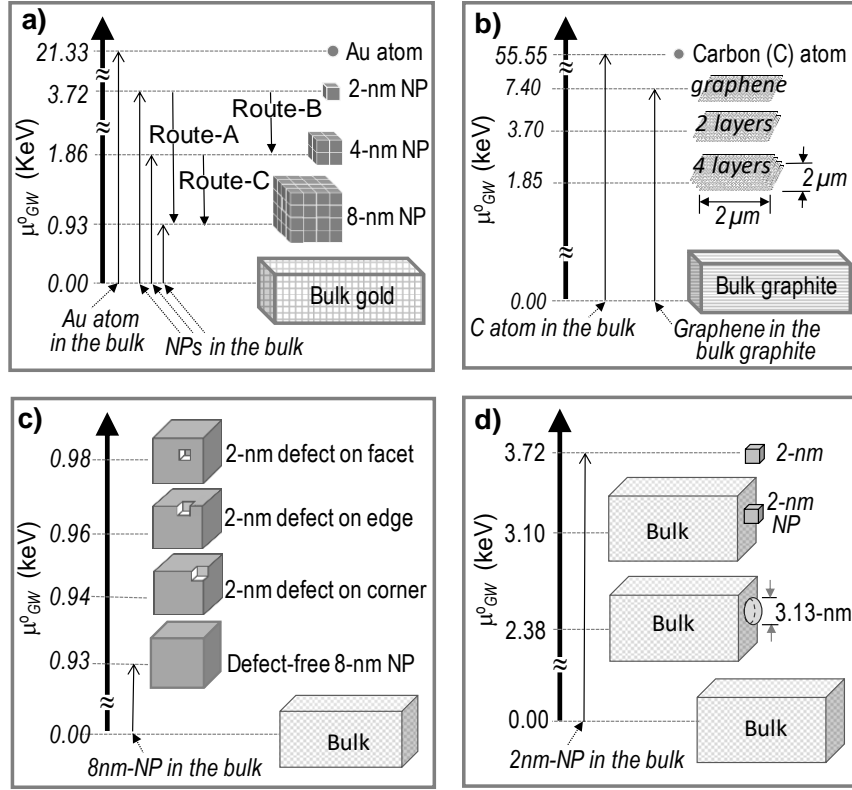 a)
μ°GW (KeV)
21.33
3.72
1.86
0.93
0.00
≈
≈
≈
Au atom
2-nm NP
4-nm NP
8-nm NP
Route-A
Route-B
Route-C
Bulk gold
Au atom
in the bulk
NPs in the bulk
b)
μ°GW (KeV)
55.55
7.40
3.70
1.85
0.00
≈
≈
Carbon (C) atom
graphene
2 layers
4 layers
2 μm
2 μm
Bulk graphite
C atom in the bulk
Graphene in the
bulk graphite
c)
μ°GW (keV)
0.98
0.96
0.94
0.93
0.00
≈
2-nm defect on facet
2-nm defect on edge
2-nm defect on corner
Defect-free 8-nm NP
Bulk
8nm-NP in the bulk
d)
μ°GW (keV)
3.72
3.10
2.38
0.00
≈
2-nm
2-nm
NP
Bulk
Bulk
3.13-nm
Bulk
2nm-NP in the bulk